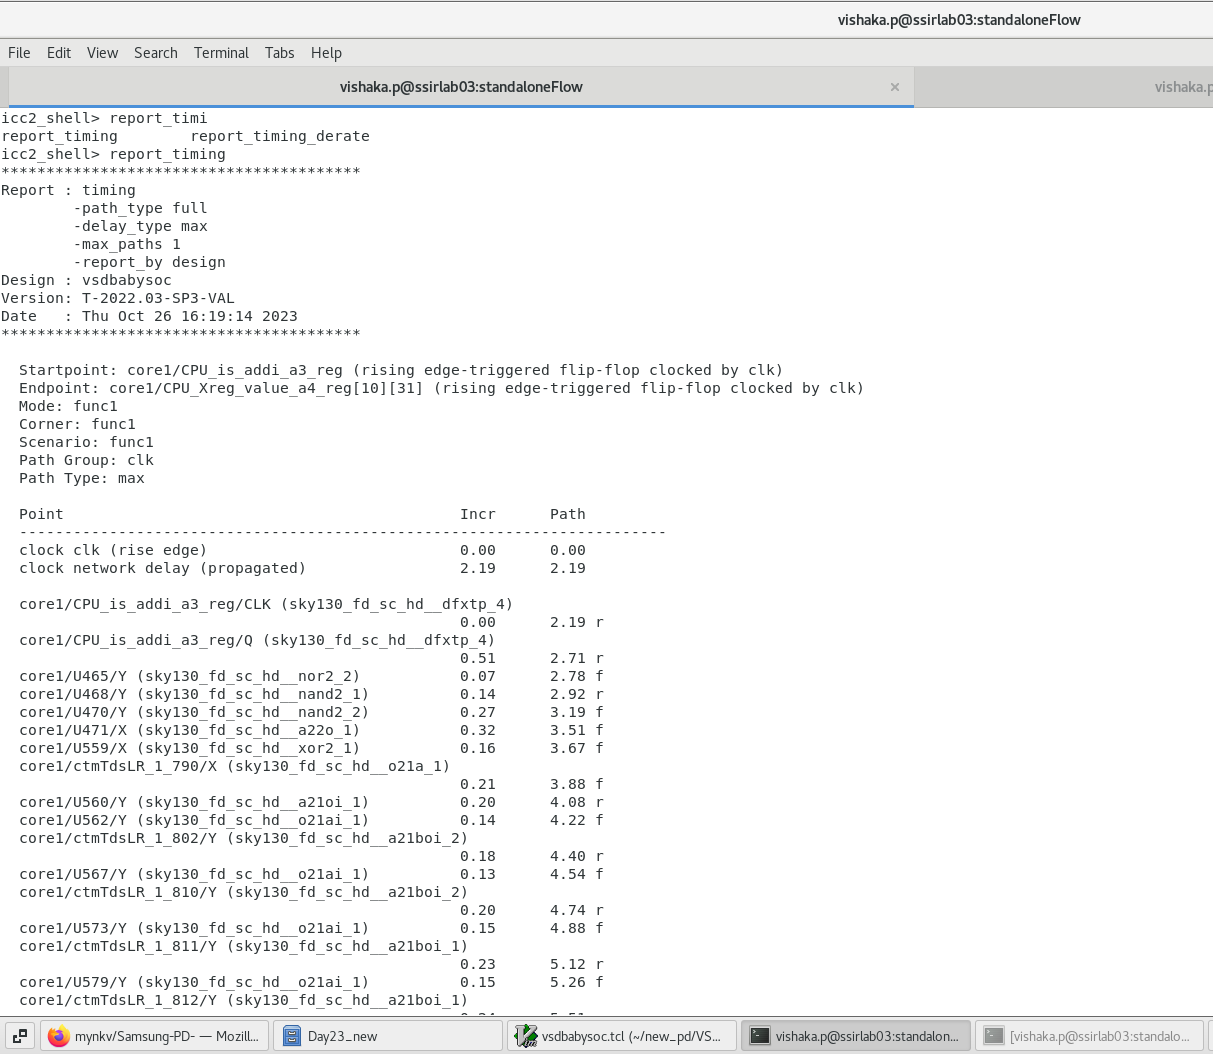 vishaka.p@ssirlab03:standaloneFlow
File Edit View Search Terminal Tabs Help
vishaka.p@ssirlab03:standaloneFlow × vishaka.p
icc2_shell> report_timi
report_timing        report_timing_derate
icc2_shell> report_timing
****************************************
Report : timing
        -path_type full
        -delay_type max
        -max_paths 1
        -report_by design
Design : vsdbabysoc
Version: T-2022.03-SP3-VAL
Date   : Thu Oct 26 16:19:14 2023
****************************************
  Startpoint: core1/CPU_is_addi_a3_reg (rising edge-triggered flip-flop clocked by clk)
  Endpoint: core1/CPU_Xreg_value_a4_reg[10][31] (rising edge-triggered flip-flop clocked by clk)
  Mode: func1
  Corner: func1
  Scenario: func1
  Path Group: clk
  Path Type: max
  Point                                            Incr      Path
  ------------------------------------------------------------------------
  clock clk (rise edge)                            0.00      0.00
  clock network delay (propagated)                 2.19      2.19
  core1/CPU_is_addi_a3_reg/CLK (sky130_fd_sc_hd__dfxtp_4)
                                                   0.00      2.19 r
  core1/CPU_is_addi_a3_reg/Q (sky130_fd_sc_hd__dfxtp_4)
                                                   0.51      2.71 r
  core1/U465/Y (sky130_fd_sc_hd__nor2_2)           0.07      2.78 f
  core1/U468/Y (sky130_fd_sc_hd__nand2_1)          0.14      2.92 r
  core1/U470/Y (sky130_fd_sc_hd__nand2_2)          0.27      3.19 f
  core1/U471/X (sky130_fd_sc_hd__a22o_1)           0.32      3.51 f
  core1/U559/X (sky130_fd_sc_hd__xor2_1)           0.16      3.67 f
  core1/ctmTdsLR_1_790/X (sky130_fd_sc_hd__o21a_1)
                                                   0.21      3.88 f
  core1/U560/Y (sky130_fd_sc_hd__a21oi_1)          0.20      4.08 r
  core1/U562/Y (sky130_fd_sc_hd__o21ai_1)          0.14      4.22 f
  core1/ctmTdsLR_1_802/Y (sky130_fd_sc_hd__a21boi_2)
                                                   0.18      4.40 r
  core1/U567/Y (sky130_fd_sc_hd__o21ai_1)          0.13      4.54 f
  core1/ctmTdsLR_1_810/Y (sky130_fd_sc_hd__a21boi_2)
                                                   0.20      4.74 r
  core1/U573/Y (sky130_fd_sc_hd__o21ai_1)          0.15      4.88 f
  core1/ctmTdsLR_1_811/Y (sky130_fd_sc_hd__a21boi_1)
                                                   0.23      5.12 r
  core1/U579/Y (sky130_fd_sc_hd__o21ai_1)          0.15      5.26 f
  core1/ctmTdsLR_1_812/Y (sky130_fd_sc_hd__a21boi_1)
mynkv/Samsung-PD- — Mozill... Day23_new vsdbabysoc.tcl (~/new_pd/VS... vishaka.p@ssirlab03:standalon... [vishaka.p@ssirlab03:standalo...